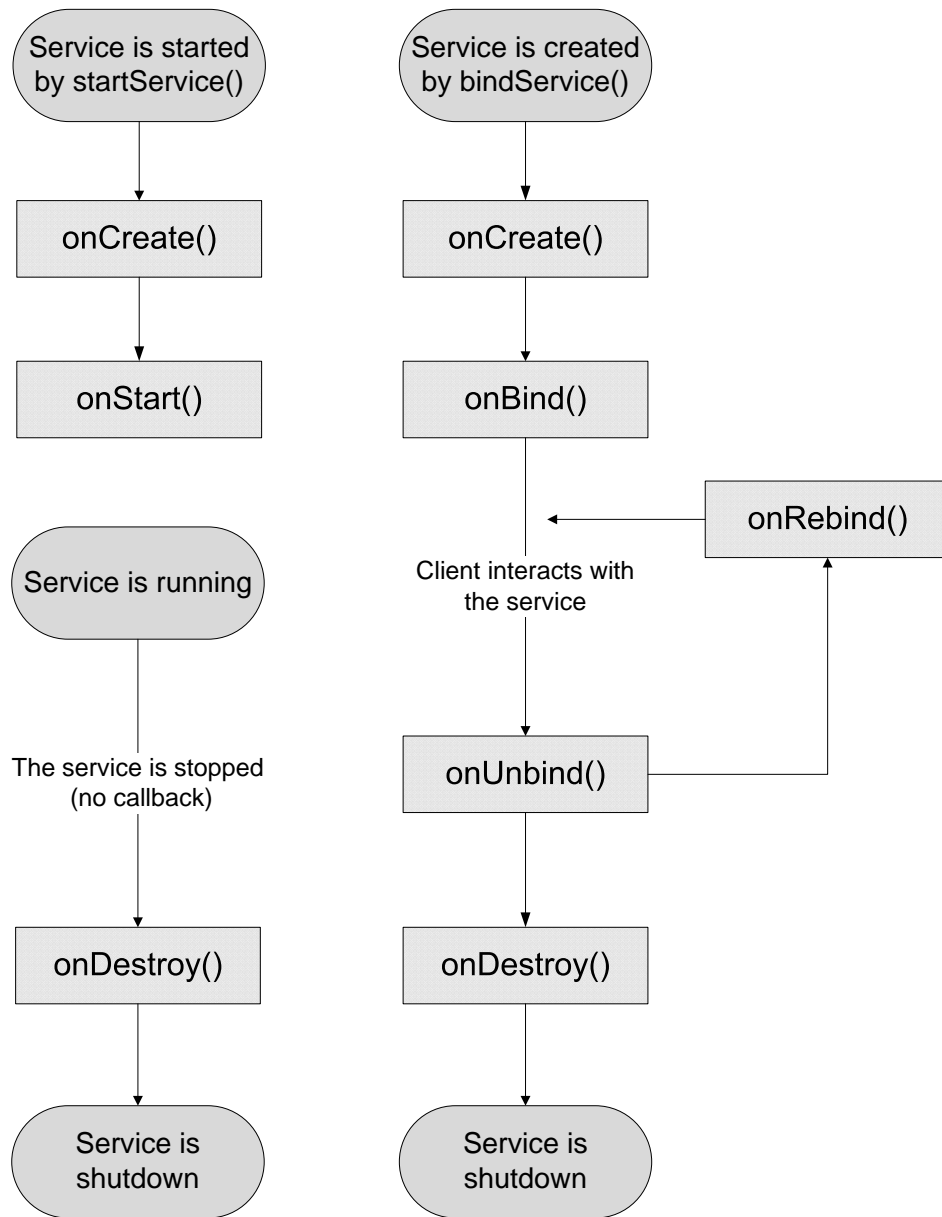 Service is started
by startService()
onCreate()
onStart()
Service is running
The service is stopped
(no callback)
onDestroy()
Service is
shutdown
Service is created
by bindService()
onCreate()
onBind()
onRebind()
Client interacts with
the service
onUnbind()
onDestroy()
Service is
shutdown